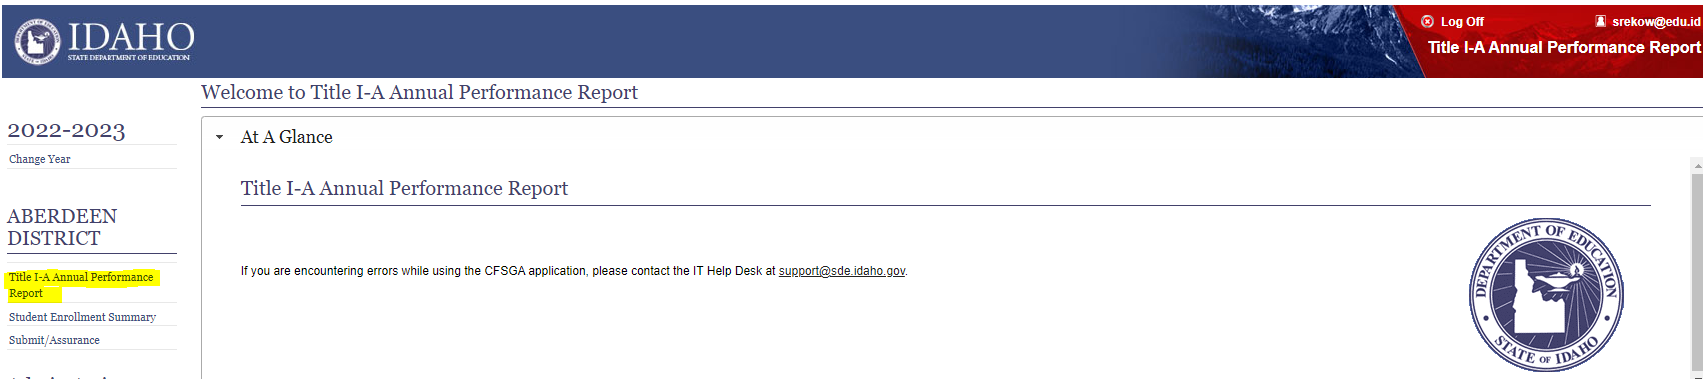 IDAHO
STATE DEPARTMENT OF EDUCATION
Log Off
srekow@edu.id
Title I-A Annual Performance Report
Welcome to Title I-A Annual Performance Report
2022-2023
Change Year
ABERDEEN
DISTRICT
Title I-A Annual Performance
Report
Student Enrollment Summary
Submit/Assurance
At A Glance
Title I-A Annual Performance Report
If you are encountering errors while using the CFSGA application, please contact the IT Help Desk at support@sde.idaho.gov.
DEPARTMENT OF EDUCATION
STATE OF IDAHO